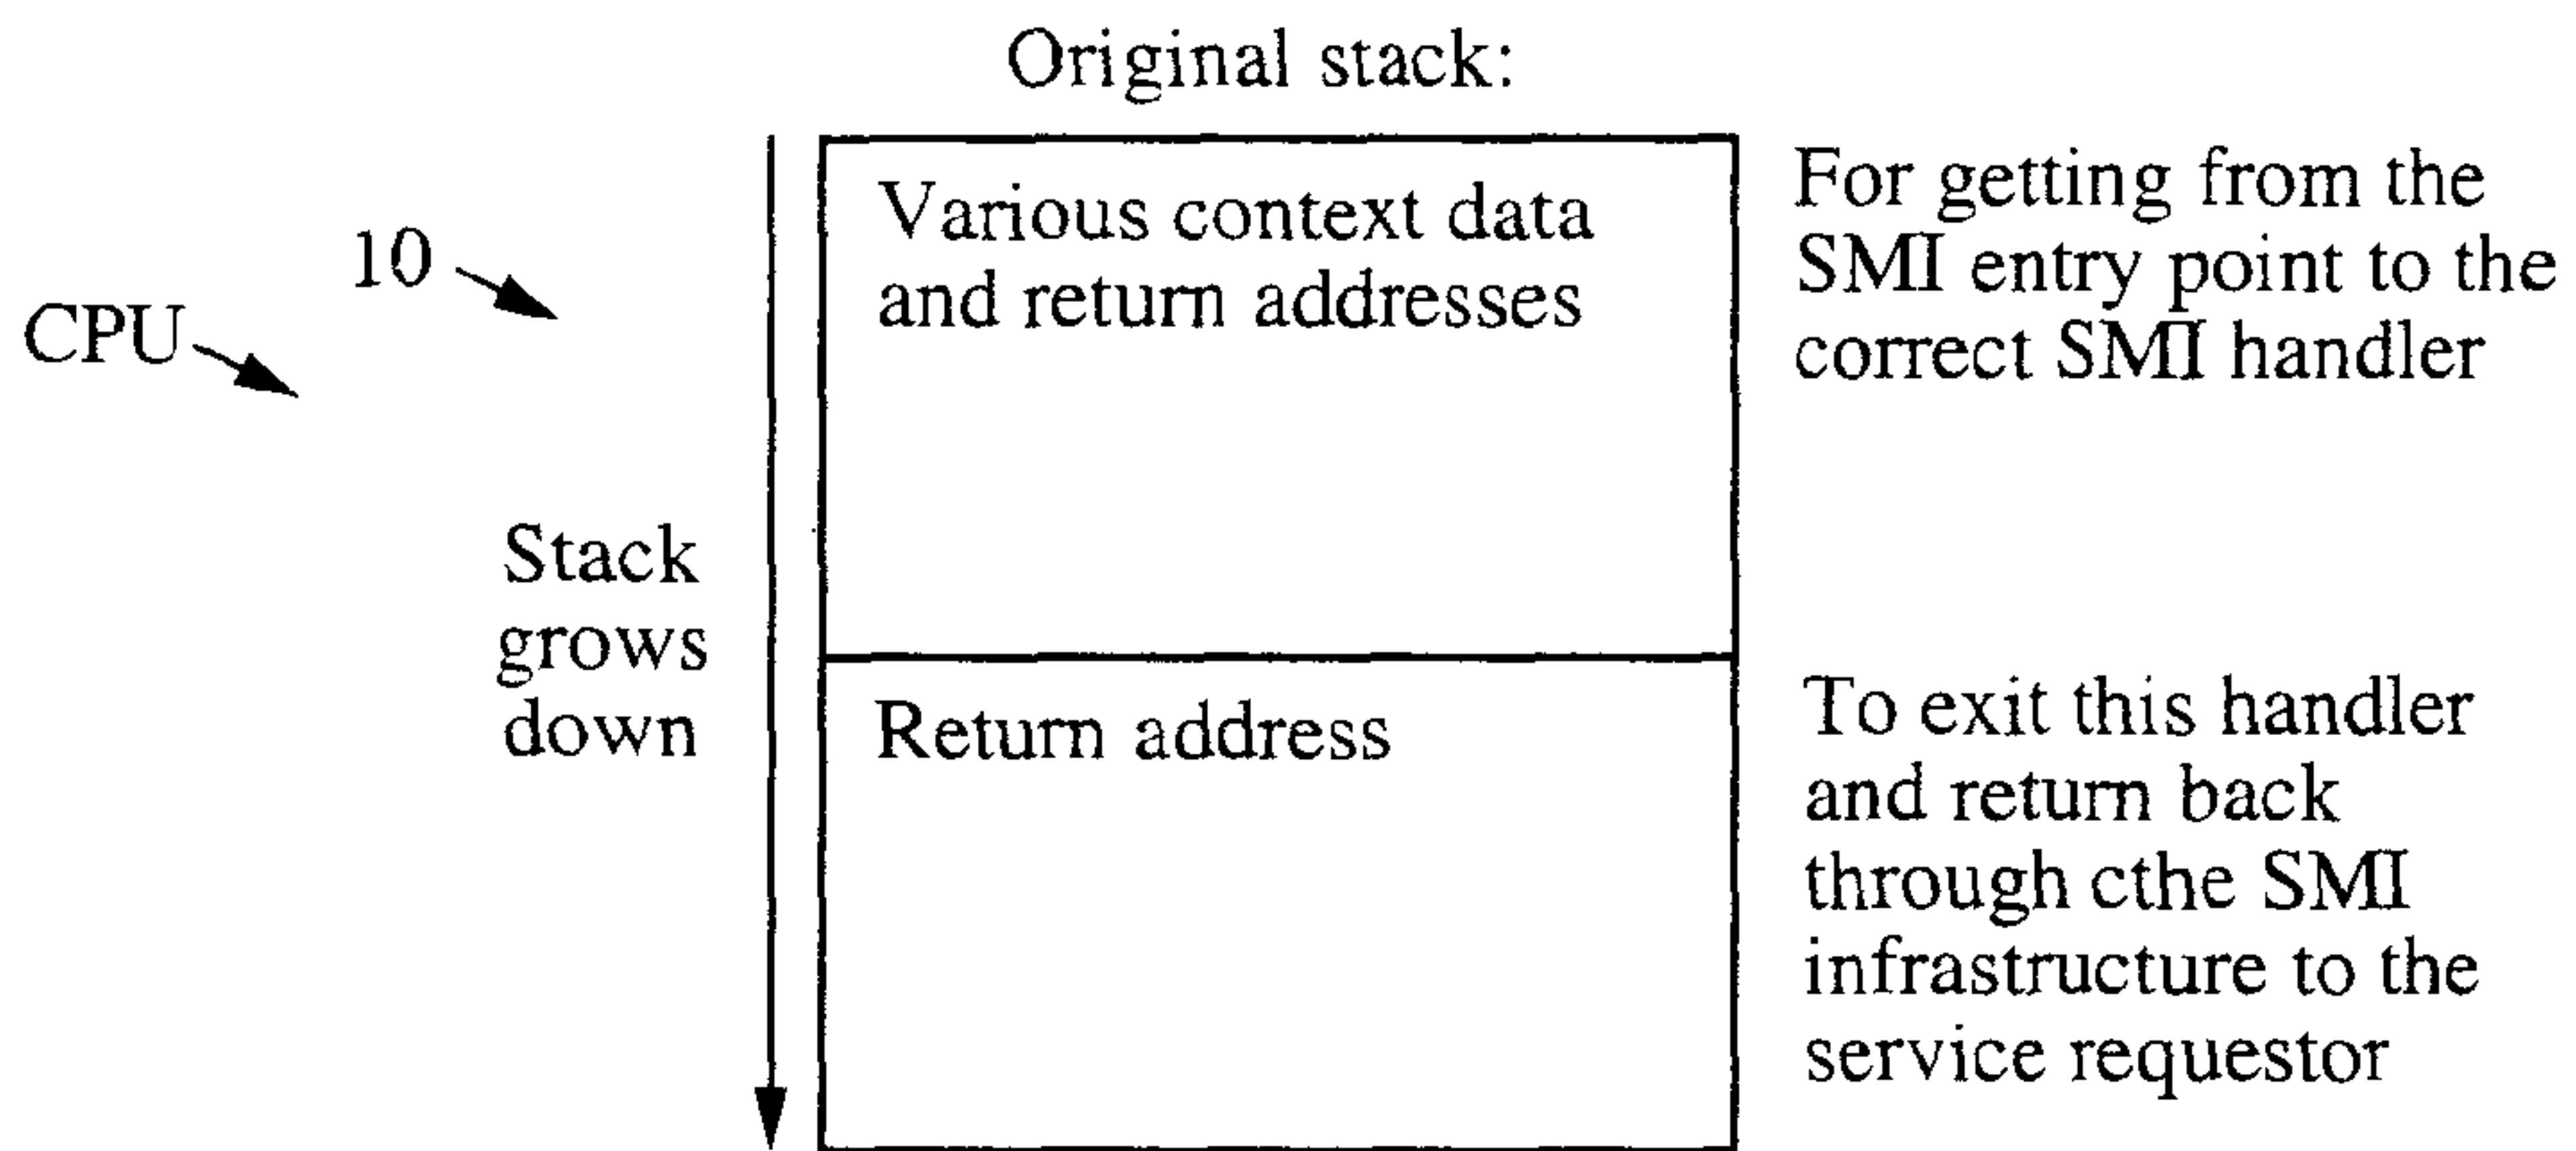 Original stack:
10
CPU
Stack
grows
down
Various context data
and return addresses
For getting from the
SMI entry point to the
correct SMI handler
Return address
To exit this handler
and return back
through cthe SMI
infrastructure to the
service requestor